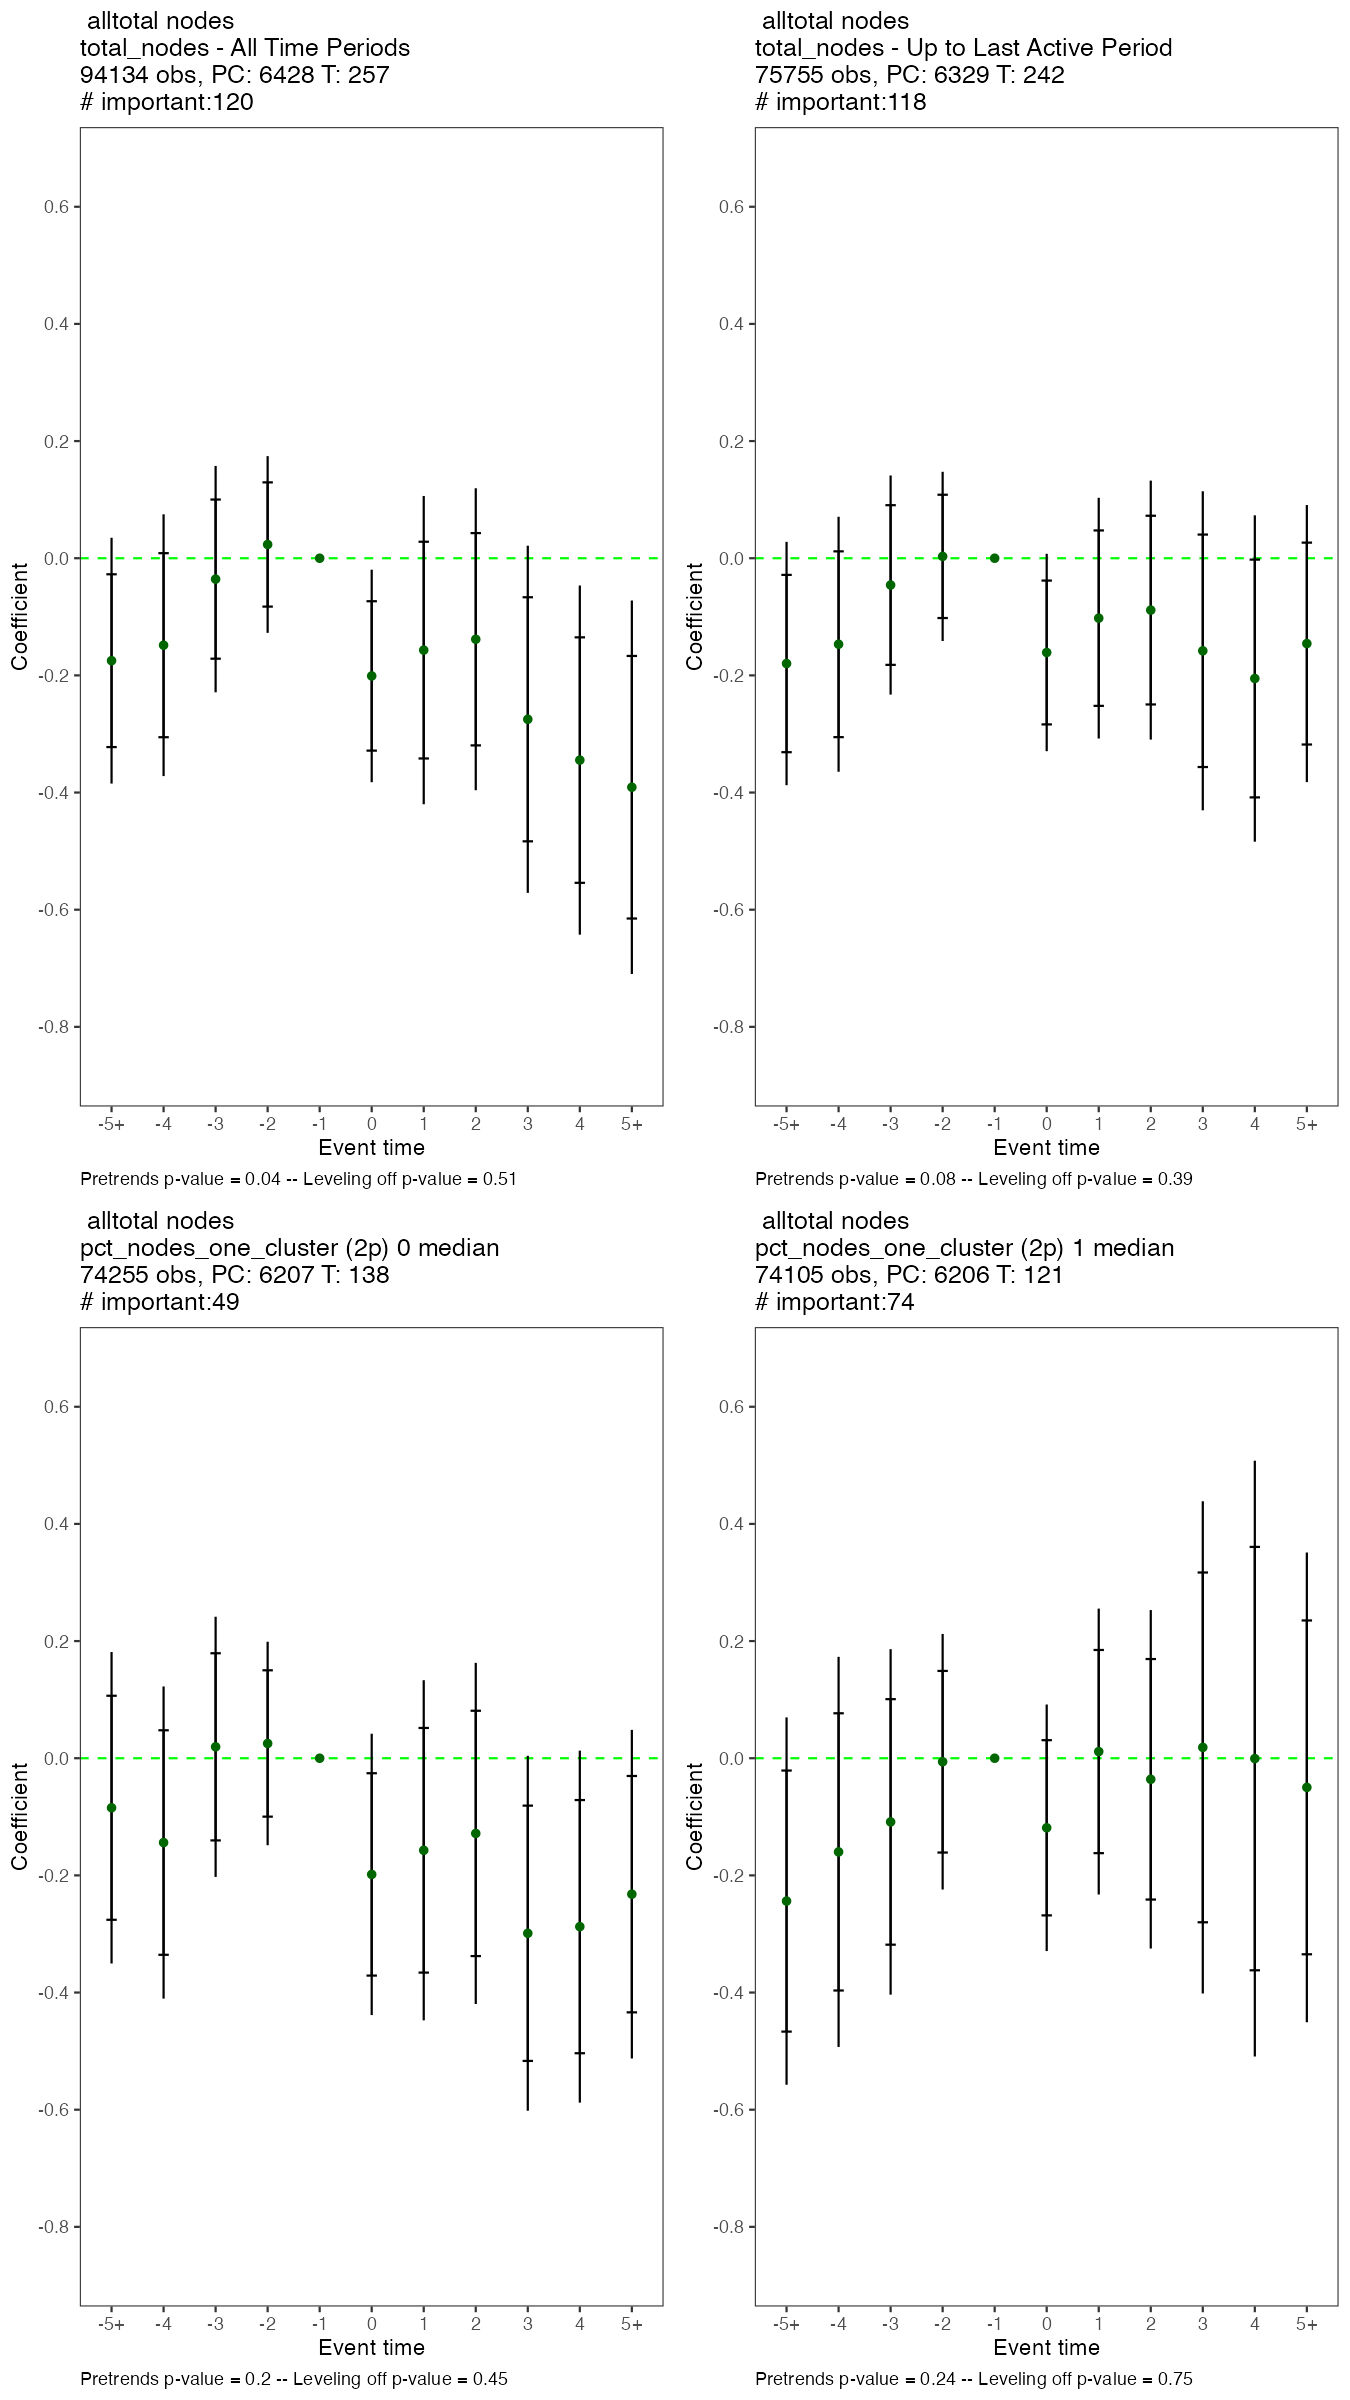 alltotal nodes
total_nodes - All Time Periods
94134 obs, PC: 6428 T: 257
# important:120
0.6
0.4
0.2
0.0
-0.2
-0.4
-0.6
-0.8
Coefficient
-5+ -4 -3 -2 -1 0 1 2 3 4 5+
Event time
Pretrends p-value = 0.04 -- Leveling off p-value = 0.51
alltotal nodes
total_nodes - Up to Last Active Period
75755 obs, PC: 6329 T: 242
# important:118
0.6
0.4
0.2
0.0
-0.2
-0.4
-0.6
-0.8
Coefficient
-5+ -4 -3 -2 -1 0 1 2 3 4 5+
Event time
Pretrends p-value = 0.08 -- Leveling off p-value = 0.39
alltotal nodes
pct_nodes_one_cluster (2p) 0 median
74255 obs, PC: 6207 T: 138
# important:49
0.6
0.4
0.2
0.0
-0.2
-0.4
-0.6
-0.8
Coefficient
-5+ -4 -3 -2 -1 0 1 2 3 4 5+
Event time
Pretrends p-value = 0.2 -- Leveling off p-value = 0.45
alltotal nodes
pct_nodes_one_cluster (2p) 1 median
74105 obs, PC: 6206 T: 121
# important:74
0.6
0.4
0.2
0.0
-0.2
-0.4
-0.6
-0.8
Coefficient
-5+ -4 -3 -2 -1 0 1 2 3 4 5+
Event time
Pretrends p-value = 0.24 -- Leveling off p-value = 0.75